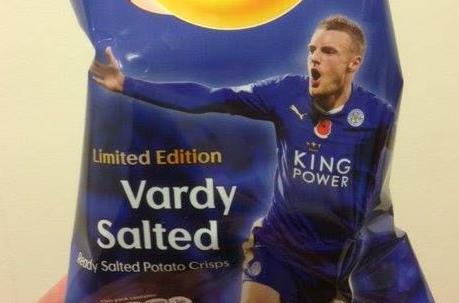 Limited Edition
Vardy
Salted
Ready Salted Potato Crisps
KING
POWER